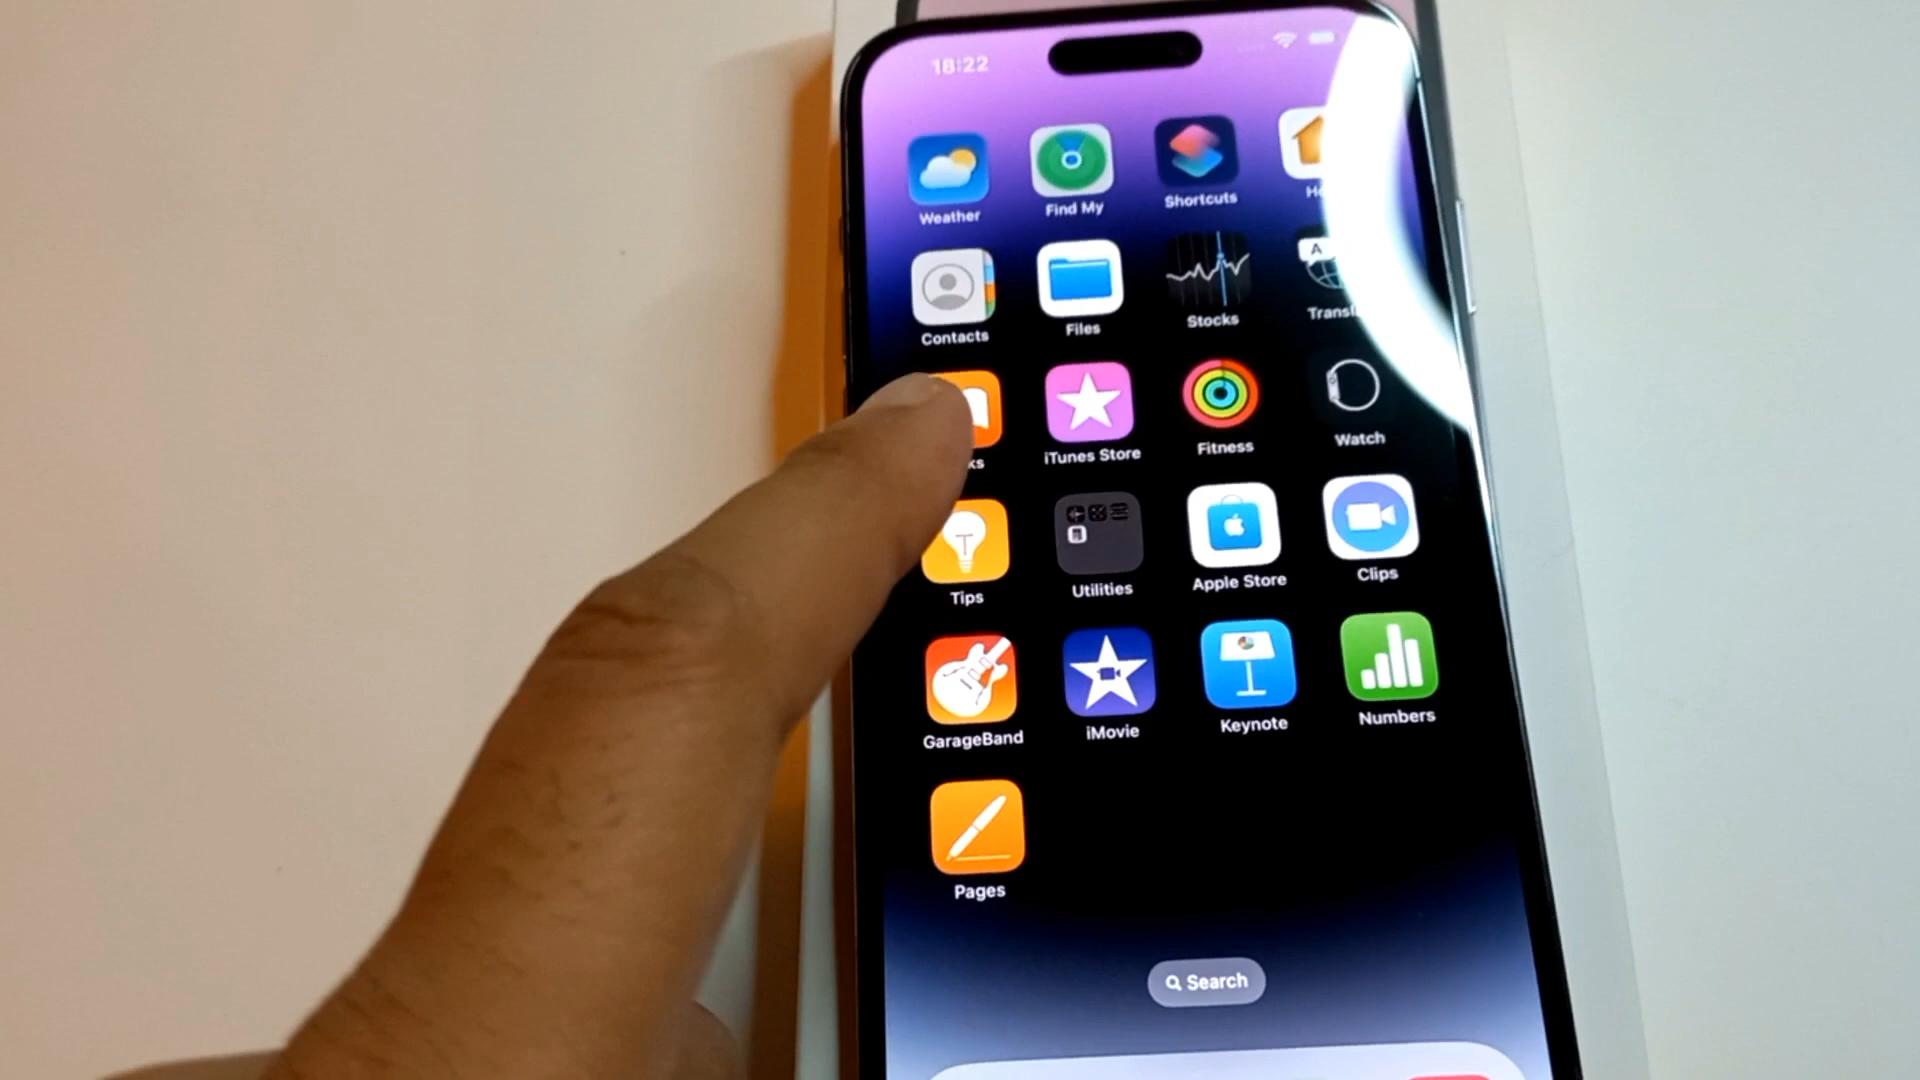 18:22
Weather
Find My
Shortcuts
Contacts
Files
Stocks
A
iTunes Store
Fitness
Watch
Tips
Utilities
Apple Store
Clips
GarageBand
iMovie
Keynote
Numbers
Pages
Search